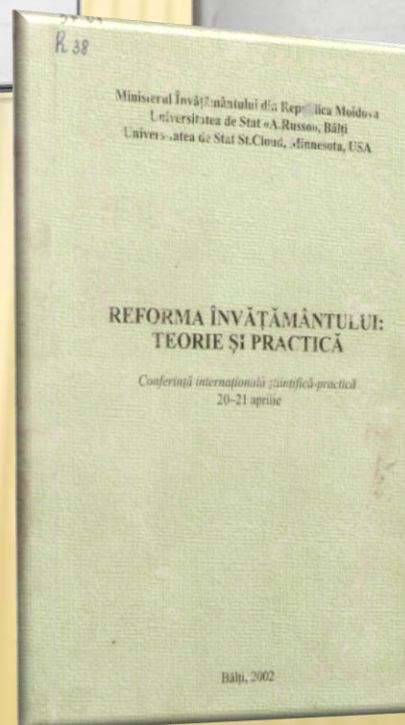 R 38
Ministerul Învățământului din Republica Moldova
Universitatea de Stat «A.Russo», Bălți
Universitatea de Stat St.Cloud, Minnesota, USA
REFORMA ÎNVĂȚĂMÂNTULUI:
TEORIE ȘI PRACTICĂ
Conferință internațională științifică-practică
20–21 aprilie
Bălți, 2002